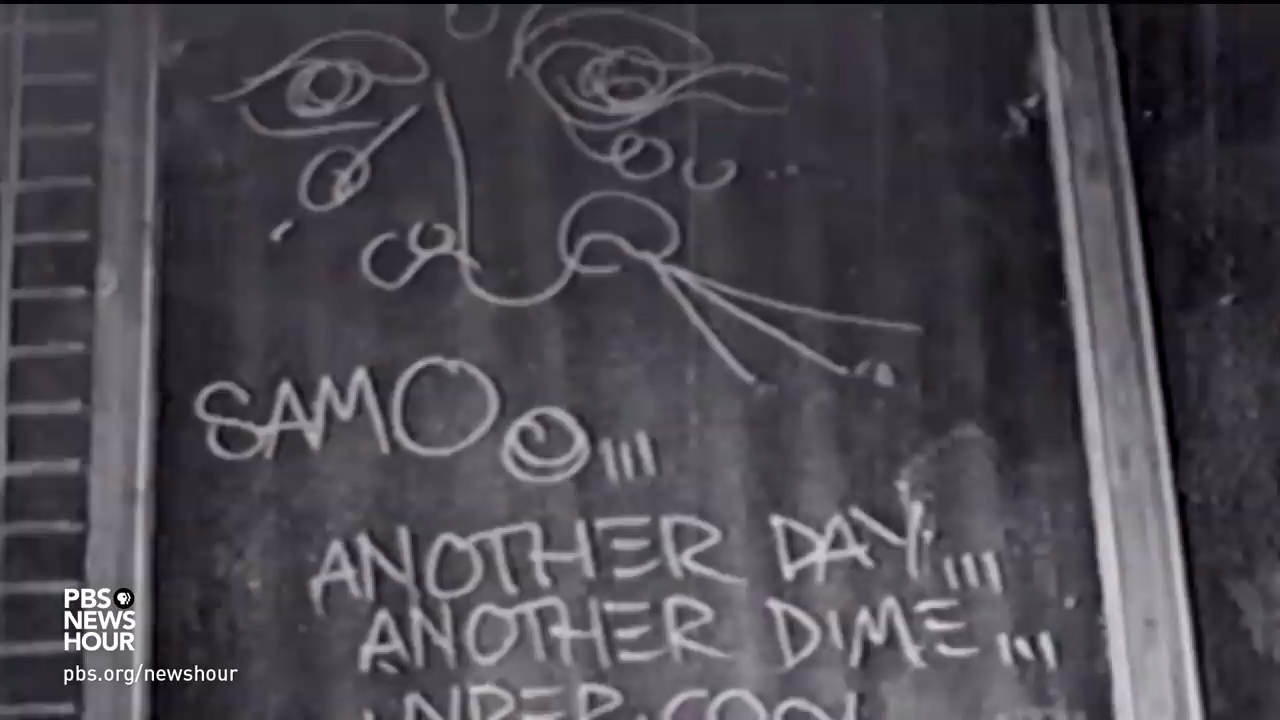 SAMO©,,,
ANOTHER DAY,,,
ANOTHER DIME,,,
PBS
NEWS
HOUR
pbs.org/newshour